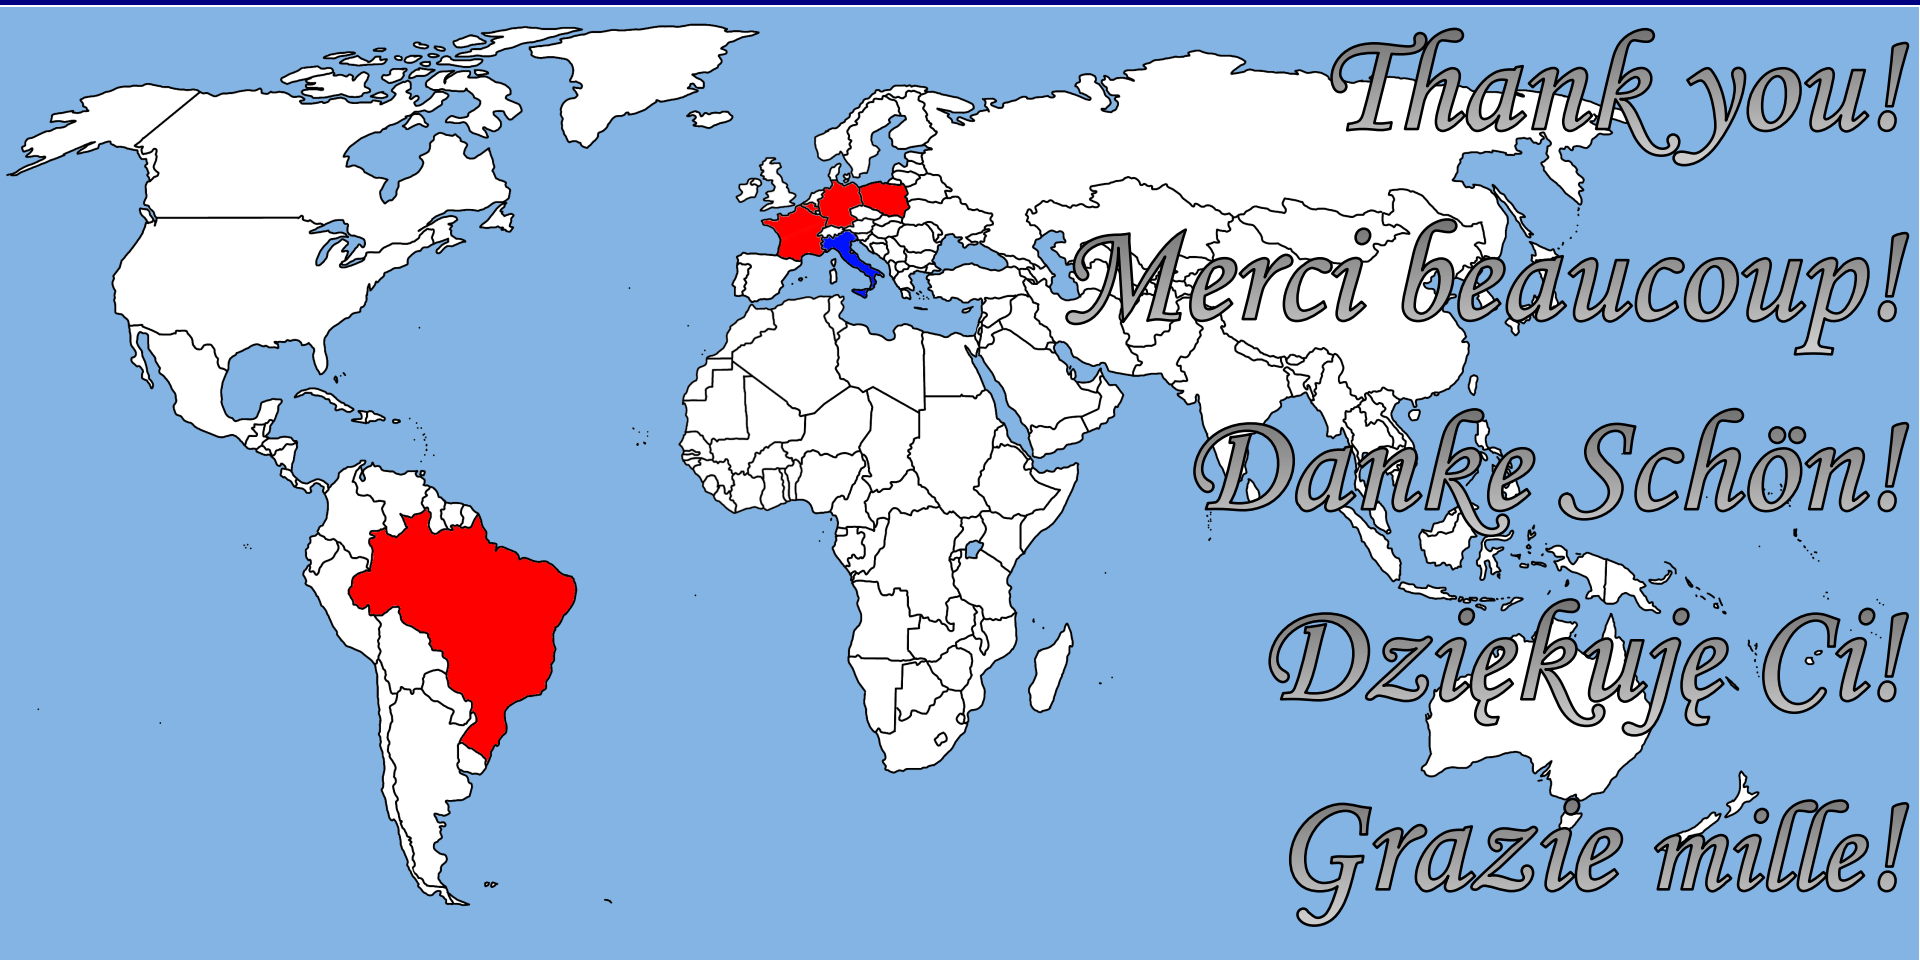 Thank you!
Merci beaucoup!
Danke Schön!
Dziękuję Ci!
Grazie mille!